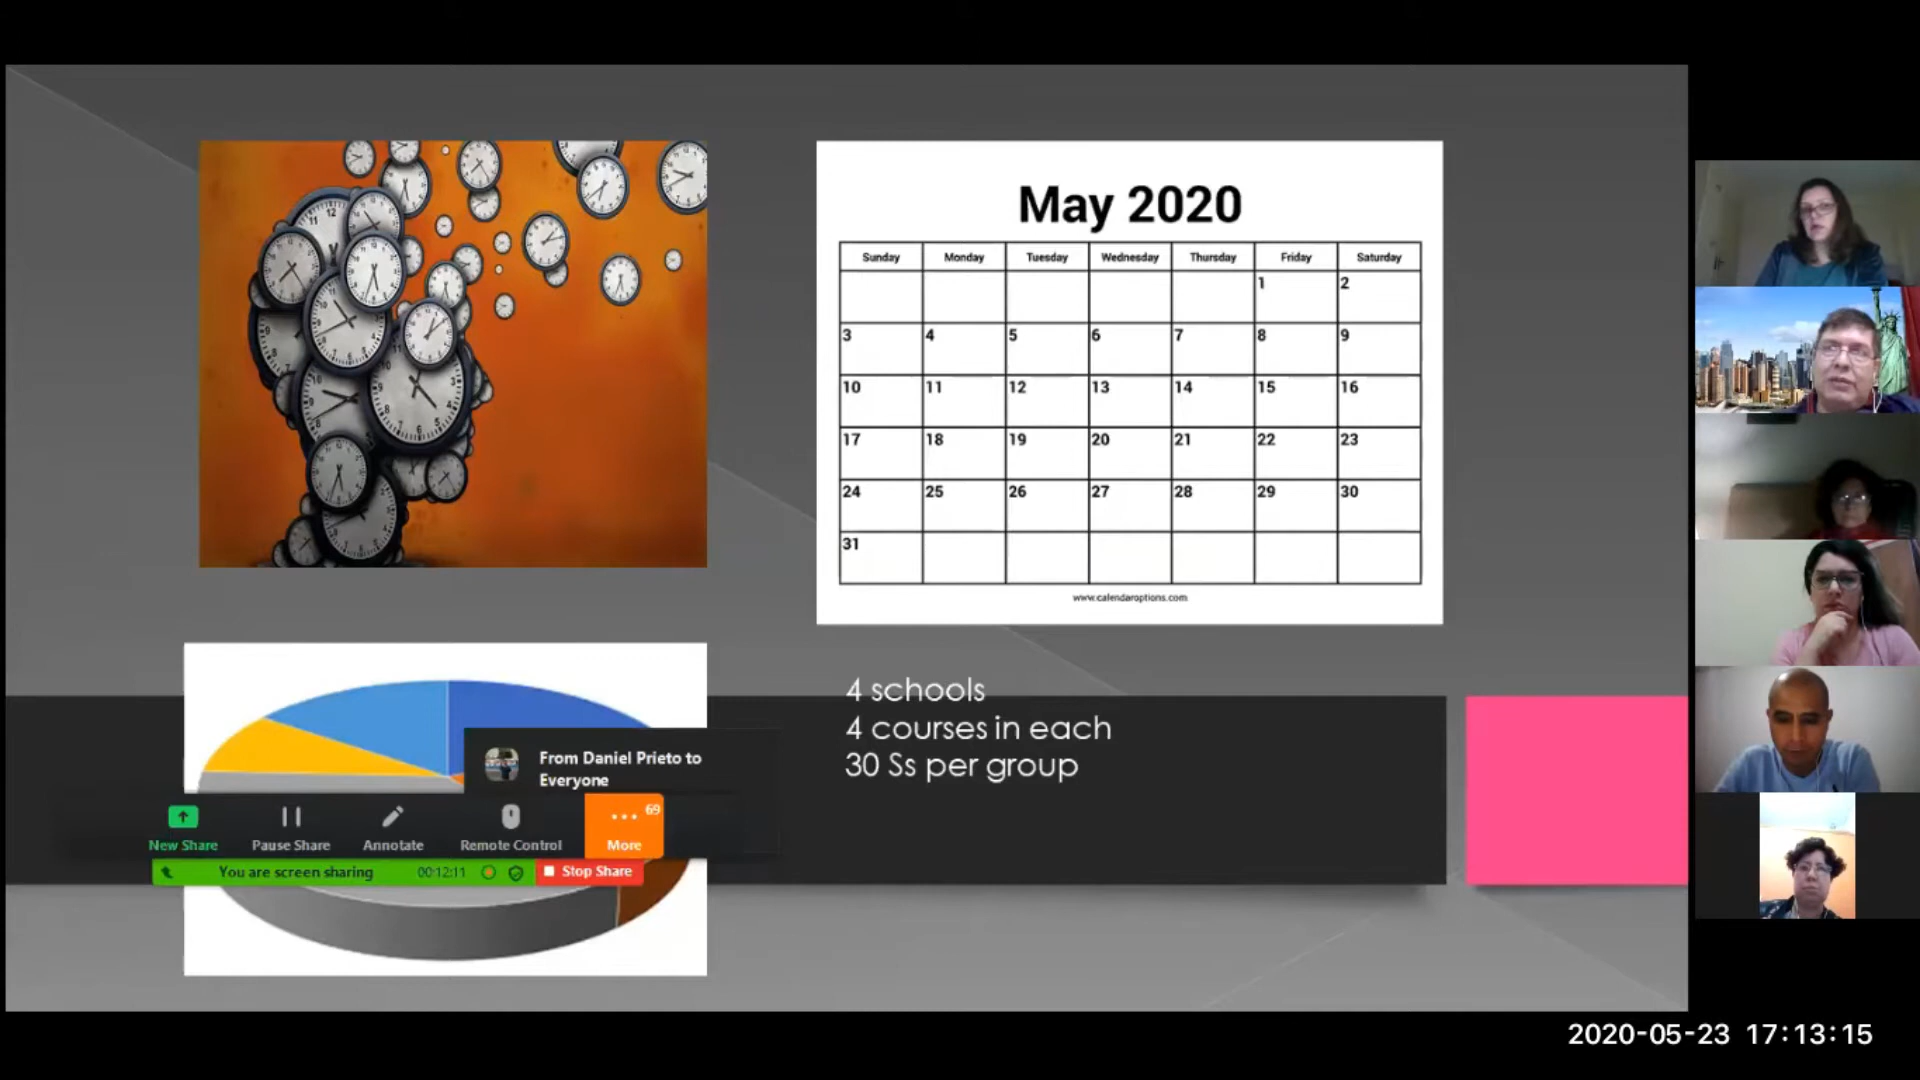 May 2020
Sunday Monday Tuesday Wednesday Thursday Friday Saturday
1 2
3 4 5 6 7 8 9
10 11 12 13 14 15 16
17 18 19 20 21 22 23
24 25 26 27 28 29 30
31
www.calendaroptions.com
4 schools
4 courses in each
30 Ss per group
From Daniel Prieto to
Everyone
69
New Share Pause Share Annotate Remote Control More
You are screen sharing 00:12:11 Stop Share
2020-05-23 17:13:15